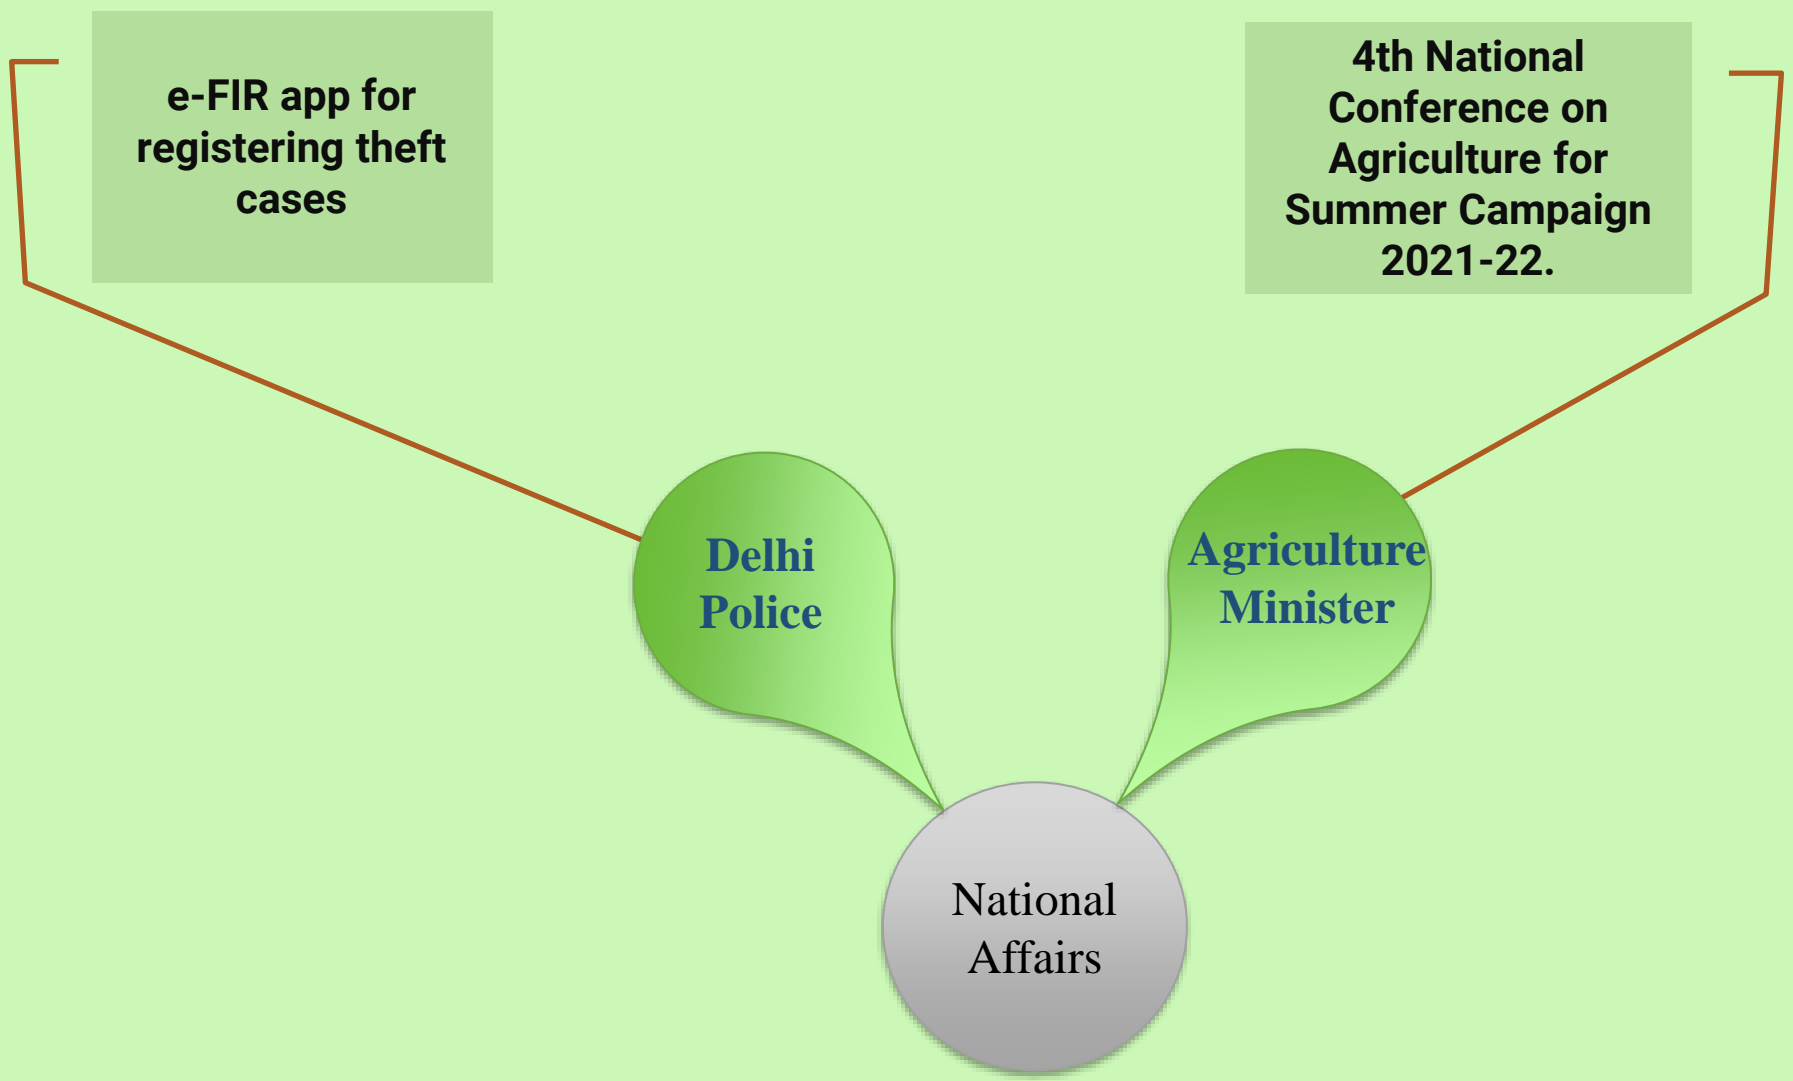 e-FIR app for
registering theft
cases
4th National
Conference on
Agriculture for
Summer Campaign
2021-22.
Delhi
Police
Agriculture
Minister
National
Affairs